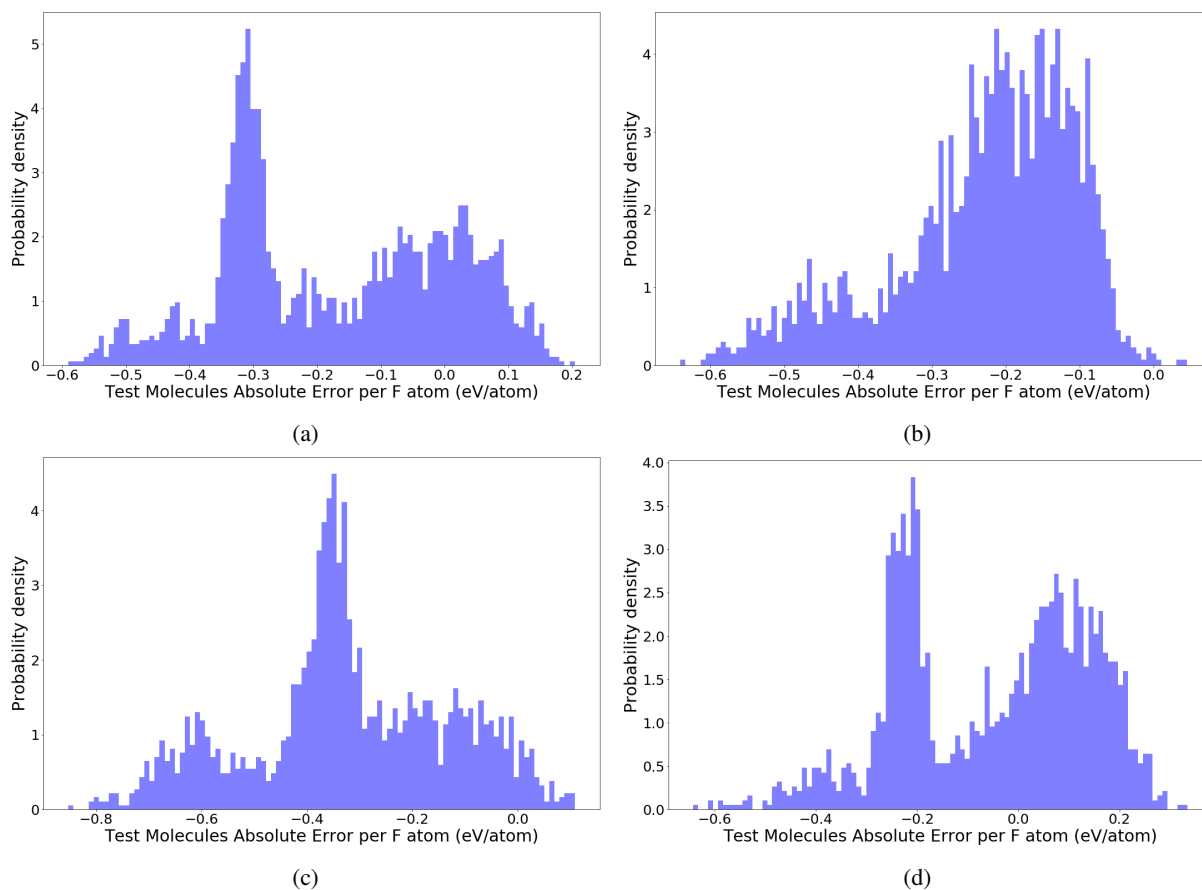 5
4
3
2
1
0
Probability density
−0.6 −0.5 −0.4 −0.3 −0.2 −0.1 0.0 0.1 0.2
Test Molecules Absolute Error per F atom (eV/atom)
(a)
4
3
2
1
0
Probability density
−0.6 −0.5 −0.4 −0.3 −0.2 −0.1 0.0
Test Molecules Absolute Error per F atom (eV/atom)
(b)
4
3
2
1
0
Probability density
−0.8 −0.6 −0.4 −0.2 0.0
Test Molecules Absolute Error per F atom (eV/atom)
(c)
4.0
3.5
3.0
2.5
2.0
1.5
1.0
0.5
0.0
Probability density
−0.6 −0.4 −0.2 0.0 0.2
Test Molecules Absolute Error per F atom (eV/atom)
(d)